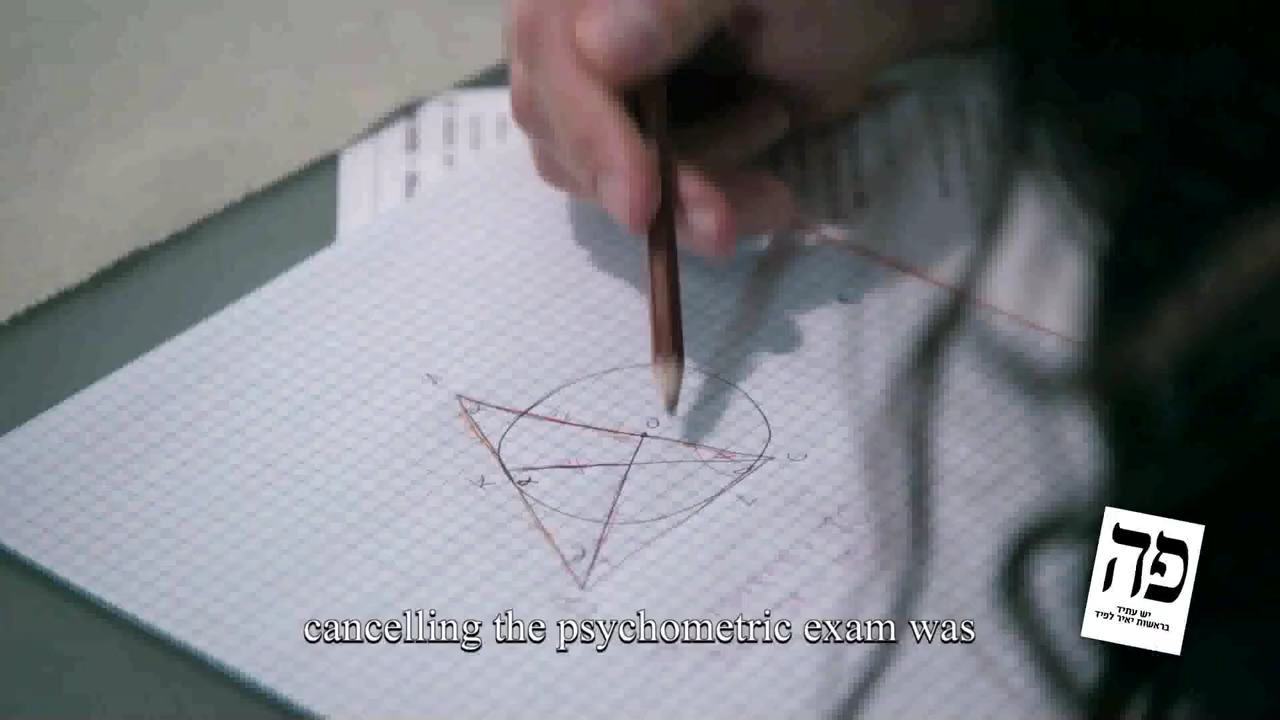 cancelling the psychometric exam was
פה
יש עתיד
בראשות יאיר לפיד